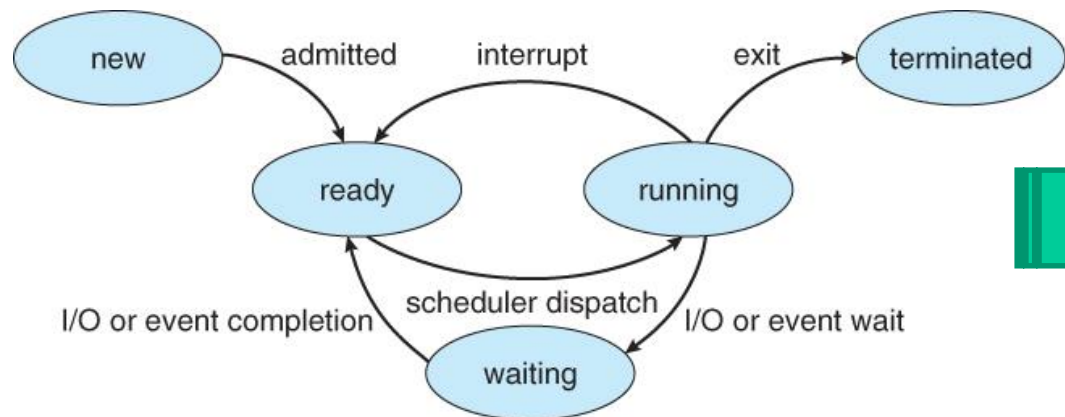 new
admitted
interrupt
exit
terminated
ready
running
I/O or event completion
scheduler dispatch
I/O or event wait
waiting